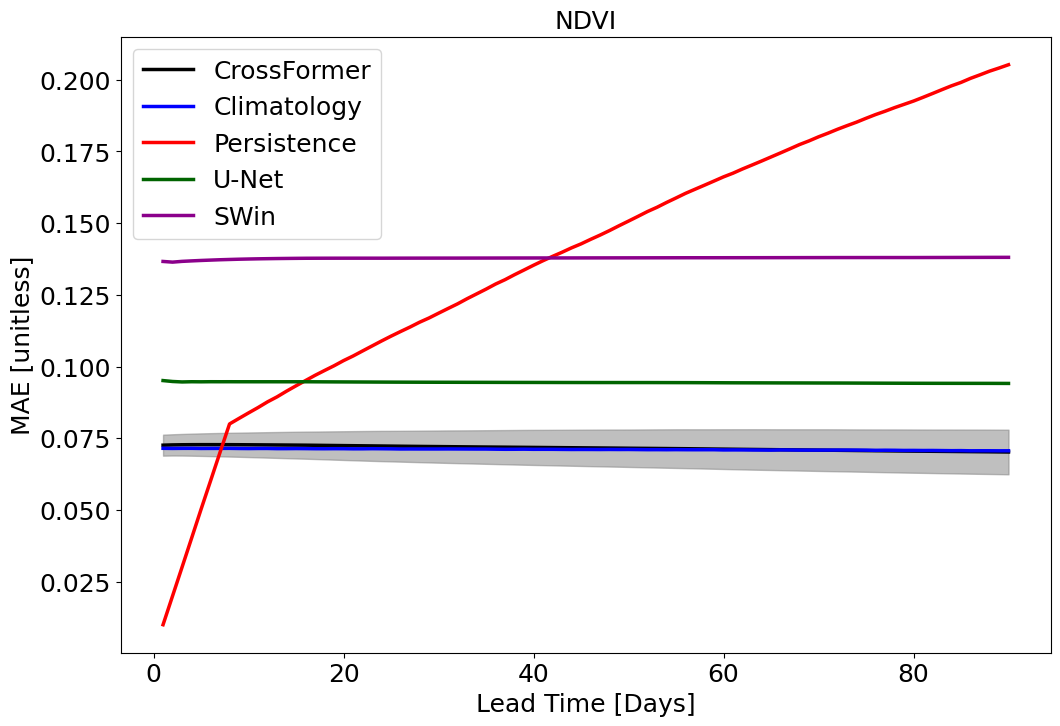 NDVI
CrossFormer
Climatology
Persistence
U-Net
SWin
MAE [unitless]
0.200
0.175
0.150
0.125
0.100
0.075
0.050
0.025
0
20
40
60
80
Lead Time [Days]